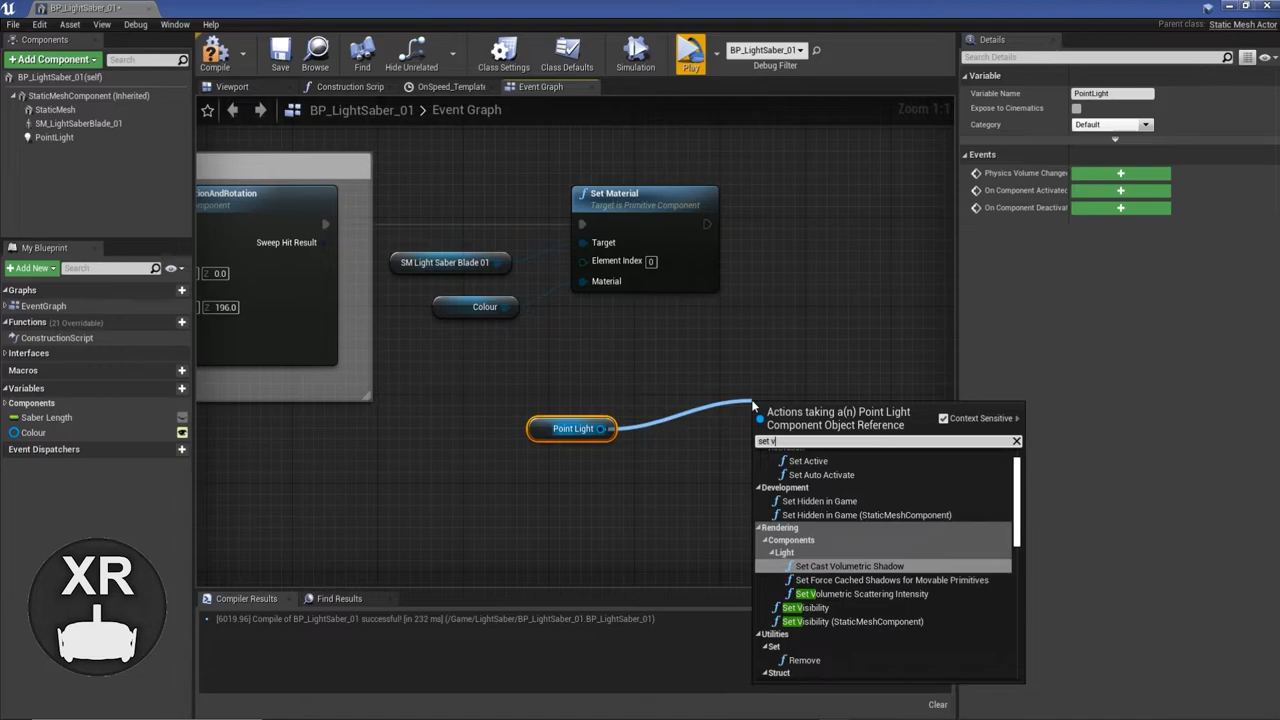 BP_LightSaber_01*
File Edit Asset View Debug Window Help
Parent class: Static Mesh Actor
Components
+Add Component Search
BP_LightSaber_01(self)
StaticMeshComponent (Inherited)
StaticMesh
SM_LightSaberBlade_01
PointLight
My Blueprint
+Add New Search
Graphs
EventGraph
Functions (21 Overridable)
ConstructionScript
Interfaces
Macros
Variables
Components
Saber Length
Colour
Event Dispatchers
XR
Compile Save Browse Find Hide Unrelated Class Settings Class Defaults Simulation Play
BP_LightSaber_01
Debug Filter
Viewport Construction Scrip OnSpeed_Template Event Graph
BP_LightSaber_01 > Event Graph
Zoom 1:1
ionAndRotation
omponent
Sweep Hit Result
Z 0.0
Z 196.0
SM Light Saber Blade 01
Colour
Set Material
Target is Primitive Component
Target
Element Index 0
Material
Point Light
Actions taking a(n) Point Light
Component Object Reference
Context Sensitive
set v
Set Active
Set Auto Activate
Development
Set Hidden in Game
Set Hidden in Game (StaticMeshComponent)
Rendering
Components
Light
Set Cast Volumetric Shadow
Set Force Cached Shadows for Movable Primitives
Set Volumetric Scattering Intensity
Set Visibility
Set Visibility (StaticMeshComponent)
Utilities
Set
Remove
Struct
Compiler Results Find Results
[6019.96] Compile of BP_LightSaber_01 successful! [in 232 ms] (/Game/LightSaber/BP_LightSaber_01.BP_LightSaber_01)
Clear
Details
Search Details
Variable
Variable Name PointLight
Expose to Cinematics
Category Default
Events
Physics Volume Change
On Component Activate
On Component Deactiva